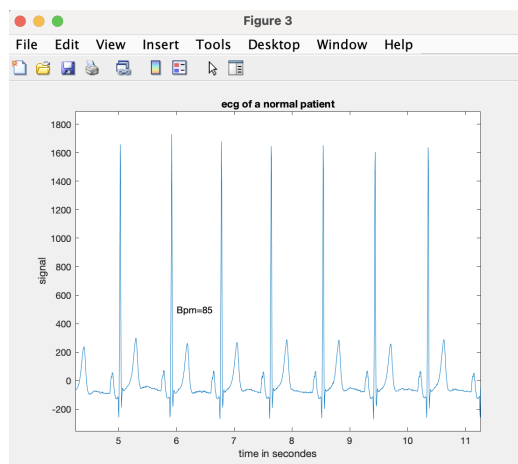 Figure 3
File Edit View Insert Tools Desktop Window Help
ecg of a normal patient
1800
1600
1400
1200
1000
800
600
400
200
0
-200
signal
Bpm=85
5 6 7 8 9 10 11
time in secondes